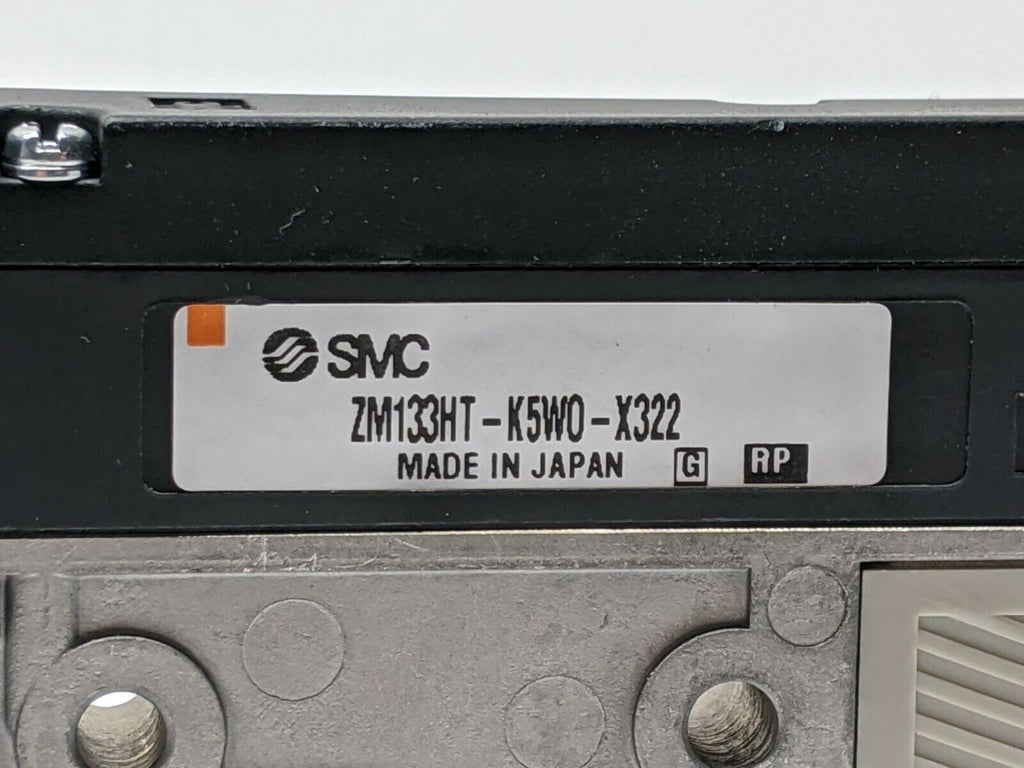 SMC
ZM133HT-K5W0-X322
MADE IN JAPAN G RP